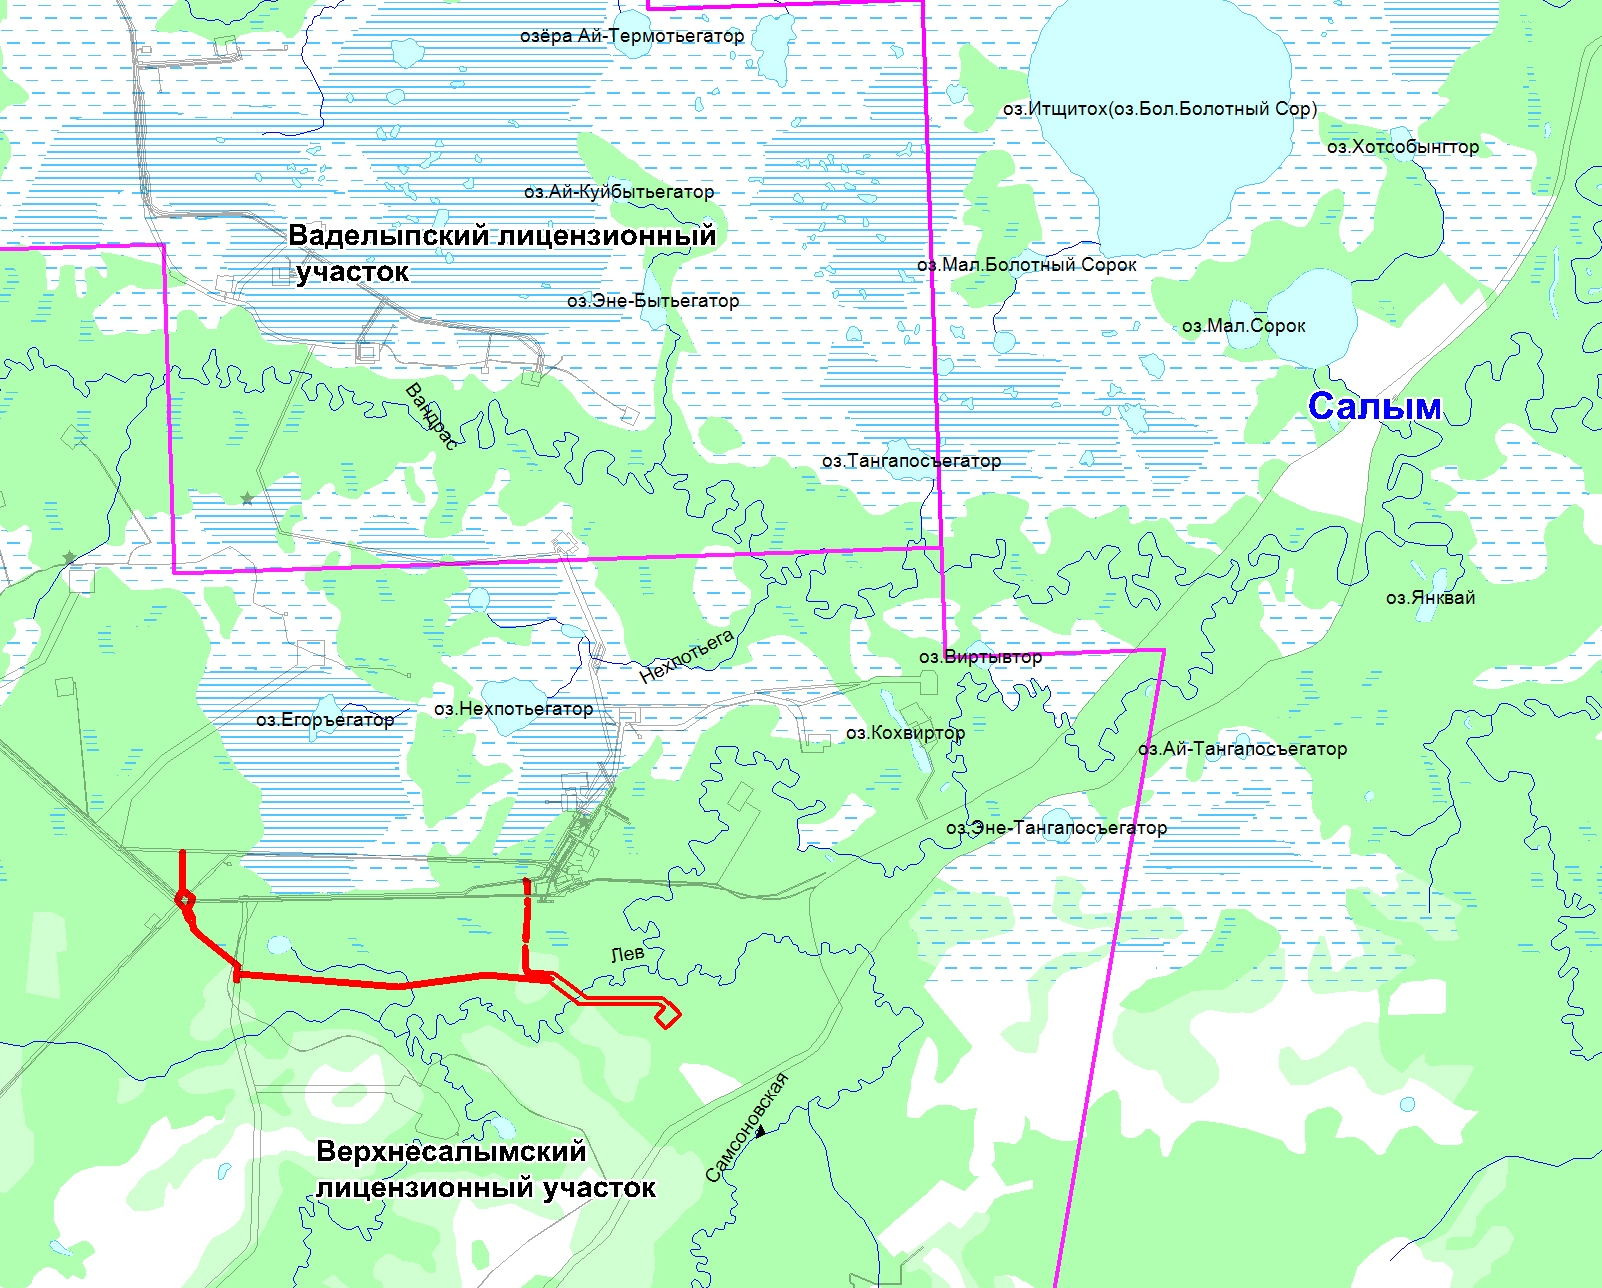 озёра Ай-Термотьегатор
оз.Итщитох(оз.Бол.Болотный Сор)
оз.Хотсобынгтор
оз.Ай-Куйбытьегатор
Ваделыпский лицензионный
участок
оз.Мал.Болотный Сорок
оз.Эне-Бытьегатор
оз.Мал.Сорок
Вандрас
Салым
оз.Тангапосъегатор
оз.Янквай
Нехпотьега
оз.Виртывтор
оз.Егоръегатор
оз.Нехпотьегатор
оз.Кохвиртор
оз.Ай-Тангапосъегатор
оз.Эне-Тангапосъегатор
Лев
Самсоновская
Верхнесалымский
лицензионный участок